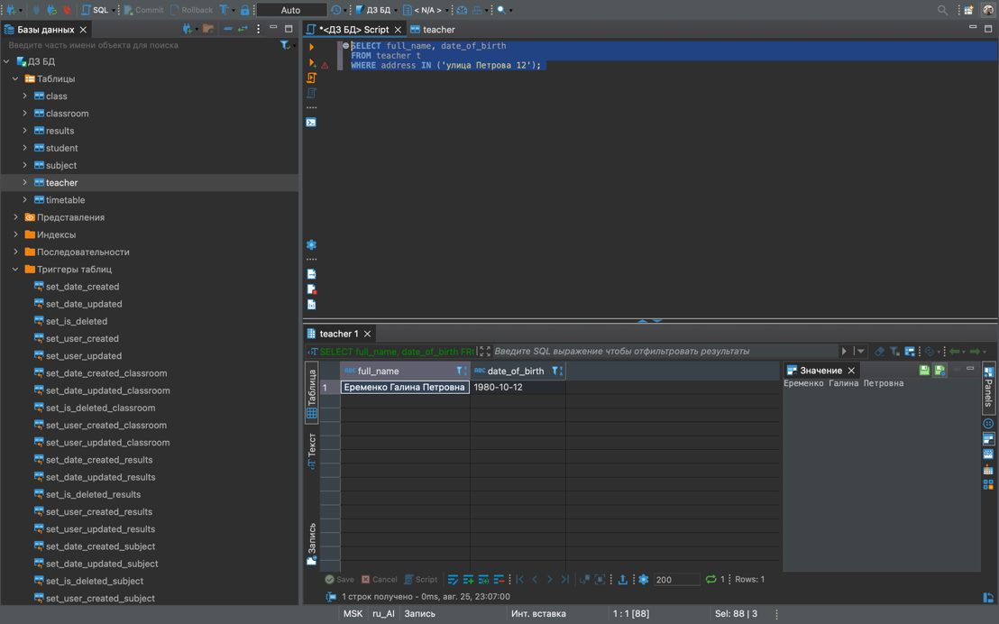 SQL
Commit
Rollback
Auto
ДЗ БД
< N/A >
Базы данных
Введите часть имени объекта для поиска
ДЗ БД
Таблицы
class
classroom
results
student
subject
teacher
timetable
Представления
Индексы
Последовательности
Триггеры таблиц
set_date_created
set_date_updated
set_is_deleted
set_user_created
set_user_updated
set_date_created_classroom
set_date_updated_classroom
set_is_deleted_classroom
set_user_created_classroom
set_user_updated_classroom
set_date_created_results
set_date_updated_results
set_is_deleted_results
set_user_created_results
set_user_updated_results
set_date_created_subject
set_date_updated_subject
set_is_deleted_subject
set_user_created_subject
*<ДЗ БД> Script
teacher
SELECT full_name, date_of_birth
FROM teacher t
WHERE address IN ('улица Петрова 12');
teacher 1
SELECT full_name, date_of_birth FR
Введите SQL выражение чтобы отфильтровать результаты
Таблица
Текст
Запись
ABC full_name
ABC date_of_birth
1 Еременко Галина Петровна 1980-10-12
Значение
Еременко Галина Петровна
Panels
Save
Cancel
Script
200
1
Rows: 1
1 строк получено - 0ms, авг. 25, 23:07:00
MSK
ru_AI
Запись
Инт. вставка
1 : 1 [88]
Sel: 88 | 3